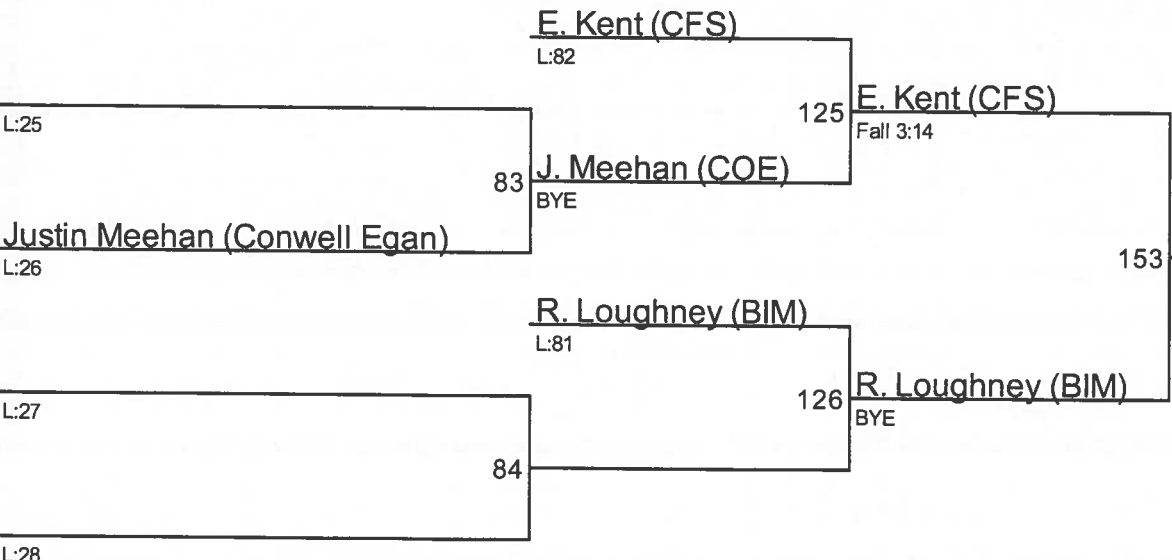 E. Kent (CFS)
L:82
L:25
125
E. Kent (CFS)
Fall 3:14
83
J. Meehan (COE)
BYE
Justin Meehan (Conwell Egan)
L:26
153
R. Loughney (BIM)
L:81
L:27
126
R. Loughney (BIM)
BYE
84
L:28